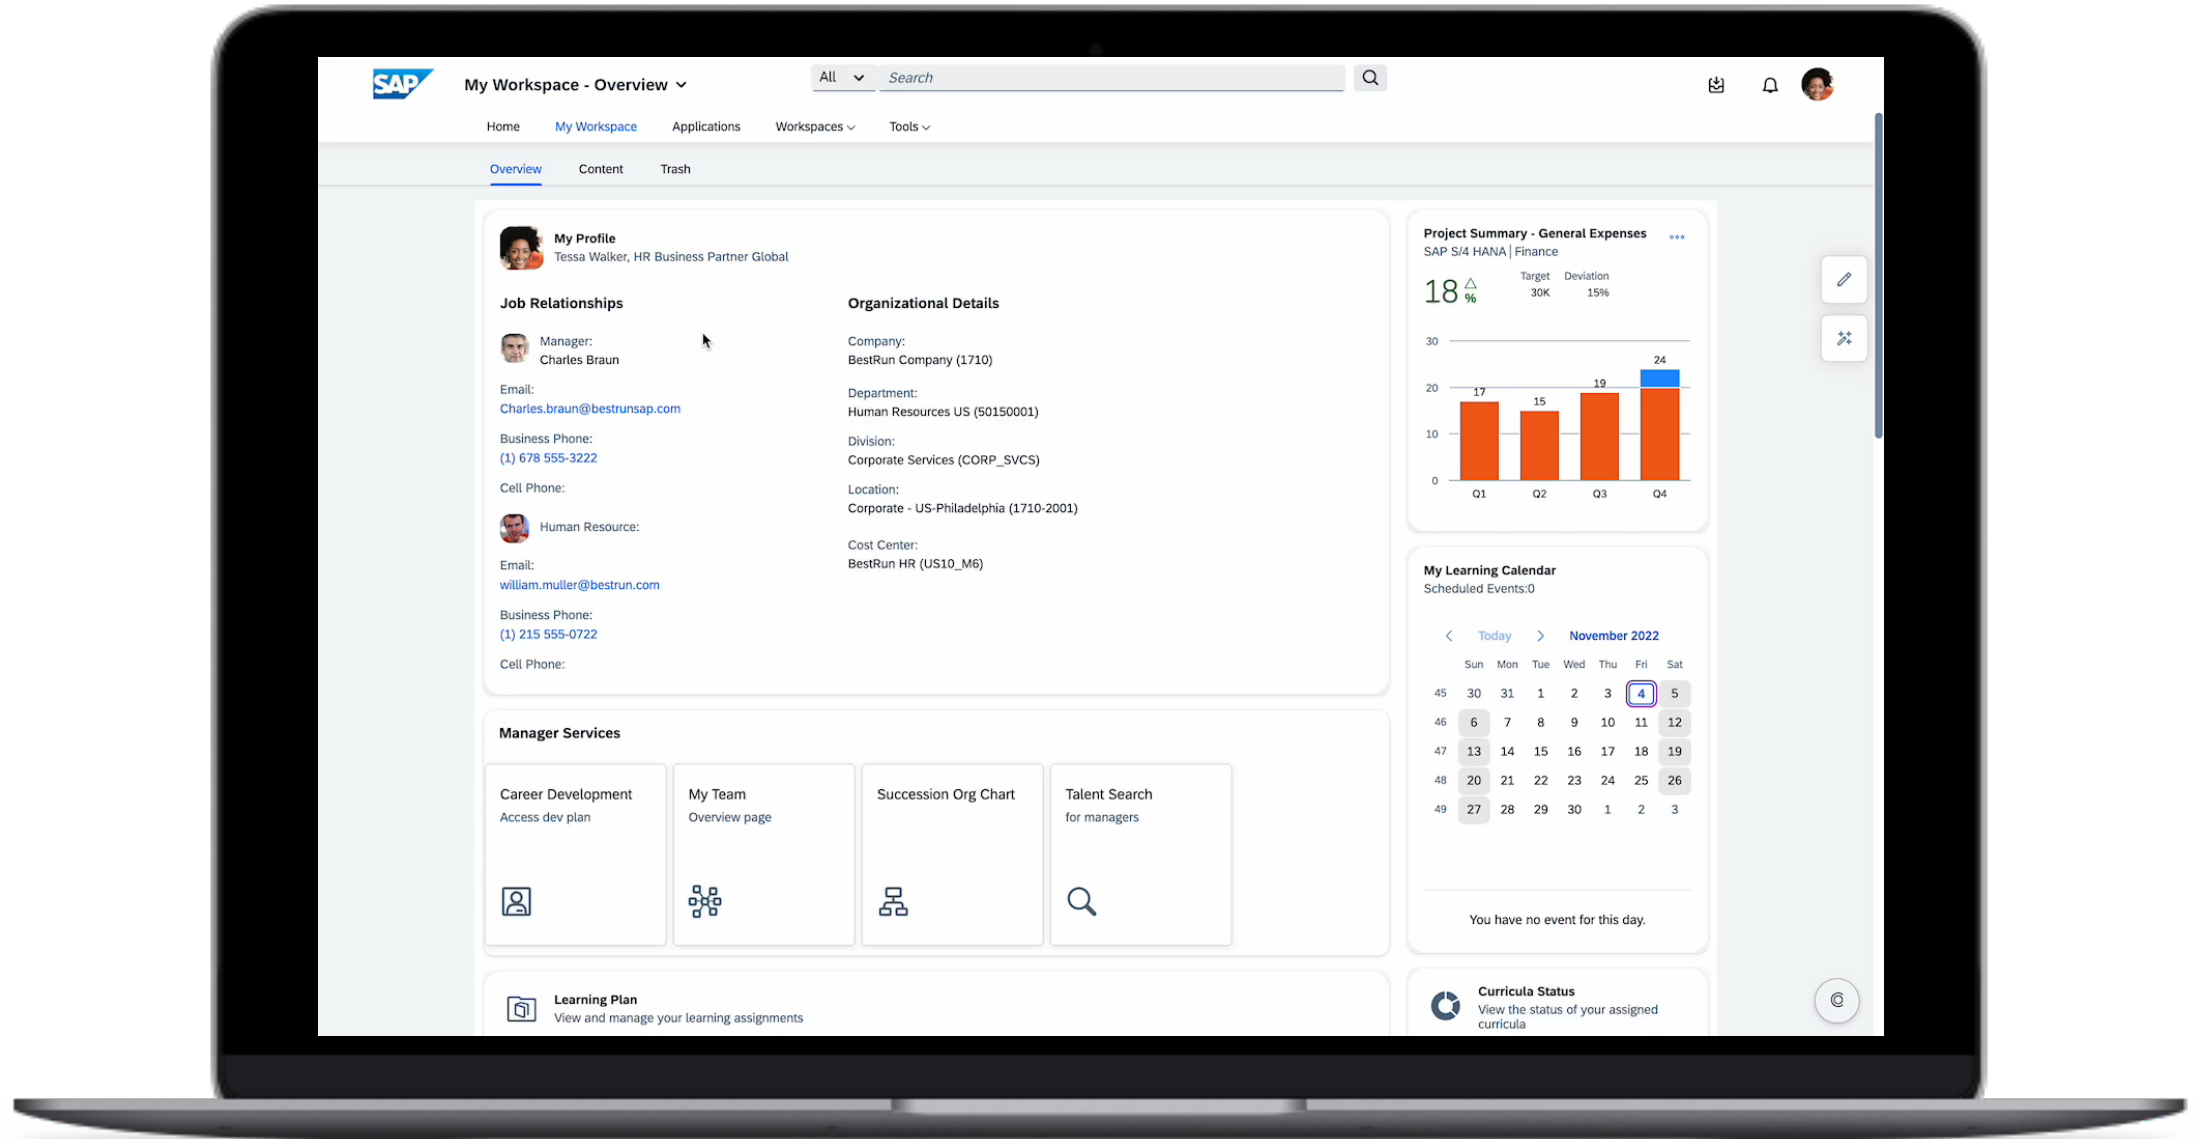 SAP
My Workspace - Overview
All
Search
Home
My Workspace
Applications
Workspaces
Tools
Overview
Content
Trash
My Profile
Tessa Walker, HR Business Partner Global
Job Relationships
Manager:
Charles Braun
Email:
Charles.braun@bestrunsap.com
Business Phone:
(1) 678 555-3222
Cell Phone:
Human Resource:
Email:
william.muller@bestrun.com
Business Phone:
(1) 215 555-0722
Cell Phone:
Organizational Details
Company:
BestRun Company (1710)
Department:
Human Resources US (50150001)
Division:
Corporate Services (CORP_SVCS)
Location:
Corporate - US-Philadelphia (1710-2001)
Cost Center:
BestRun HR (US10_M6)
Manager Services
Career Development
Access dev plan
My Team
Overview page
Succession Org Chart
Talent Search
for managers
Learning Plan
View and manage your learning assignments
Project Summary - General Expenses
SAP S/4 HANA | Finance
18 %
Target Deviation
30K 15%
30
20
10
0
17
15
19
24
Q1 Q2 Q3 Q4
My Learning Calendar
Scheduled Events:0
Today
November 2022
Sun Mon Tue Wed Thu Fri Sat
45 30 31 1 2 3 4 5
46 6 7 8 9 10 11 12
47 13 14 15 16 17 18 19
48 20 21 22 23 24 25 26
49 27 28 29 30 1 2 3
You have no event for this day.
Curricula Status
View the status of your assigned
curricula